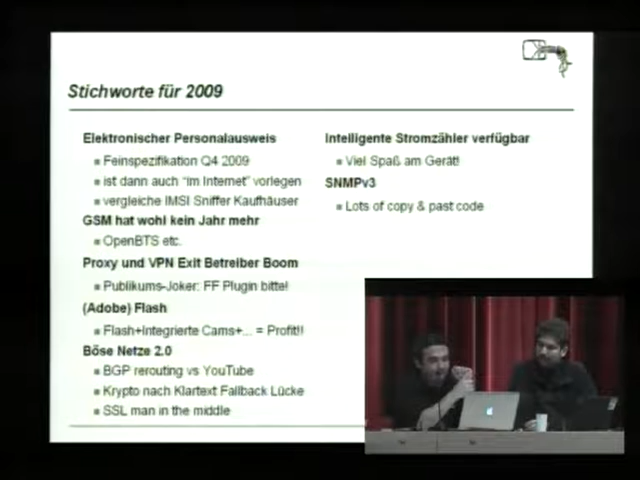 Stichworte für 2009
Elektronischer Personalausweis
Feinspezifikation Q4 2009
ist dann auch "im Internet" vorlegen
vergleiche IMSI Sniffer Kaufhäuser
GSM hat wohl kein Jahr mehr
OpenBTS etc.
Proxy und VPN Exit Betreiber Boom
Publikums-Joker: FF Plugin bitte!
(Adobe) Flash
Flash+Integrierte Cams+... = Profit!!
Böse Netze 2.0
BGP rerouting vs YouTube
Krypto nach Klartext Fallback Lücke
SSL man in the middle
Intelligente Stromzähler verfügbar
Viel Spaß am Gerät!
SNMPv3
Lots of copy & past code